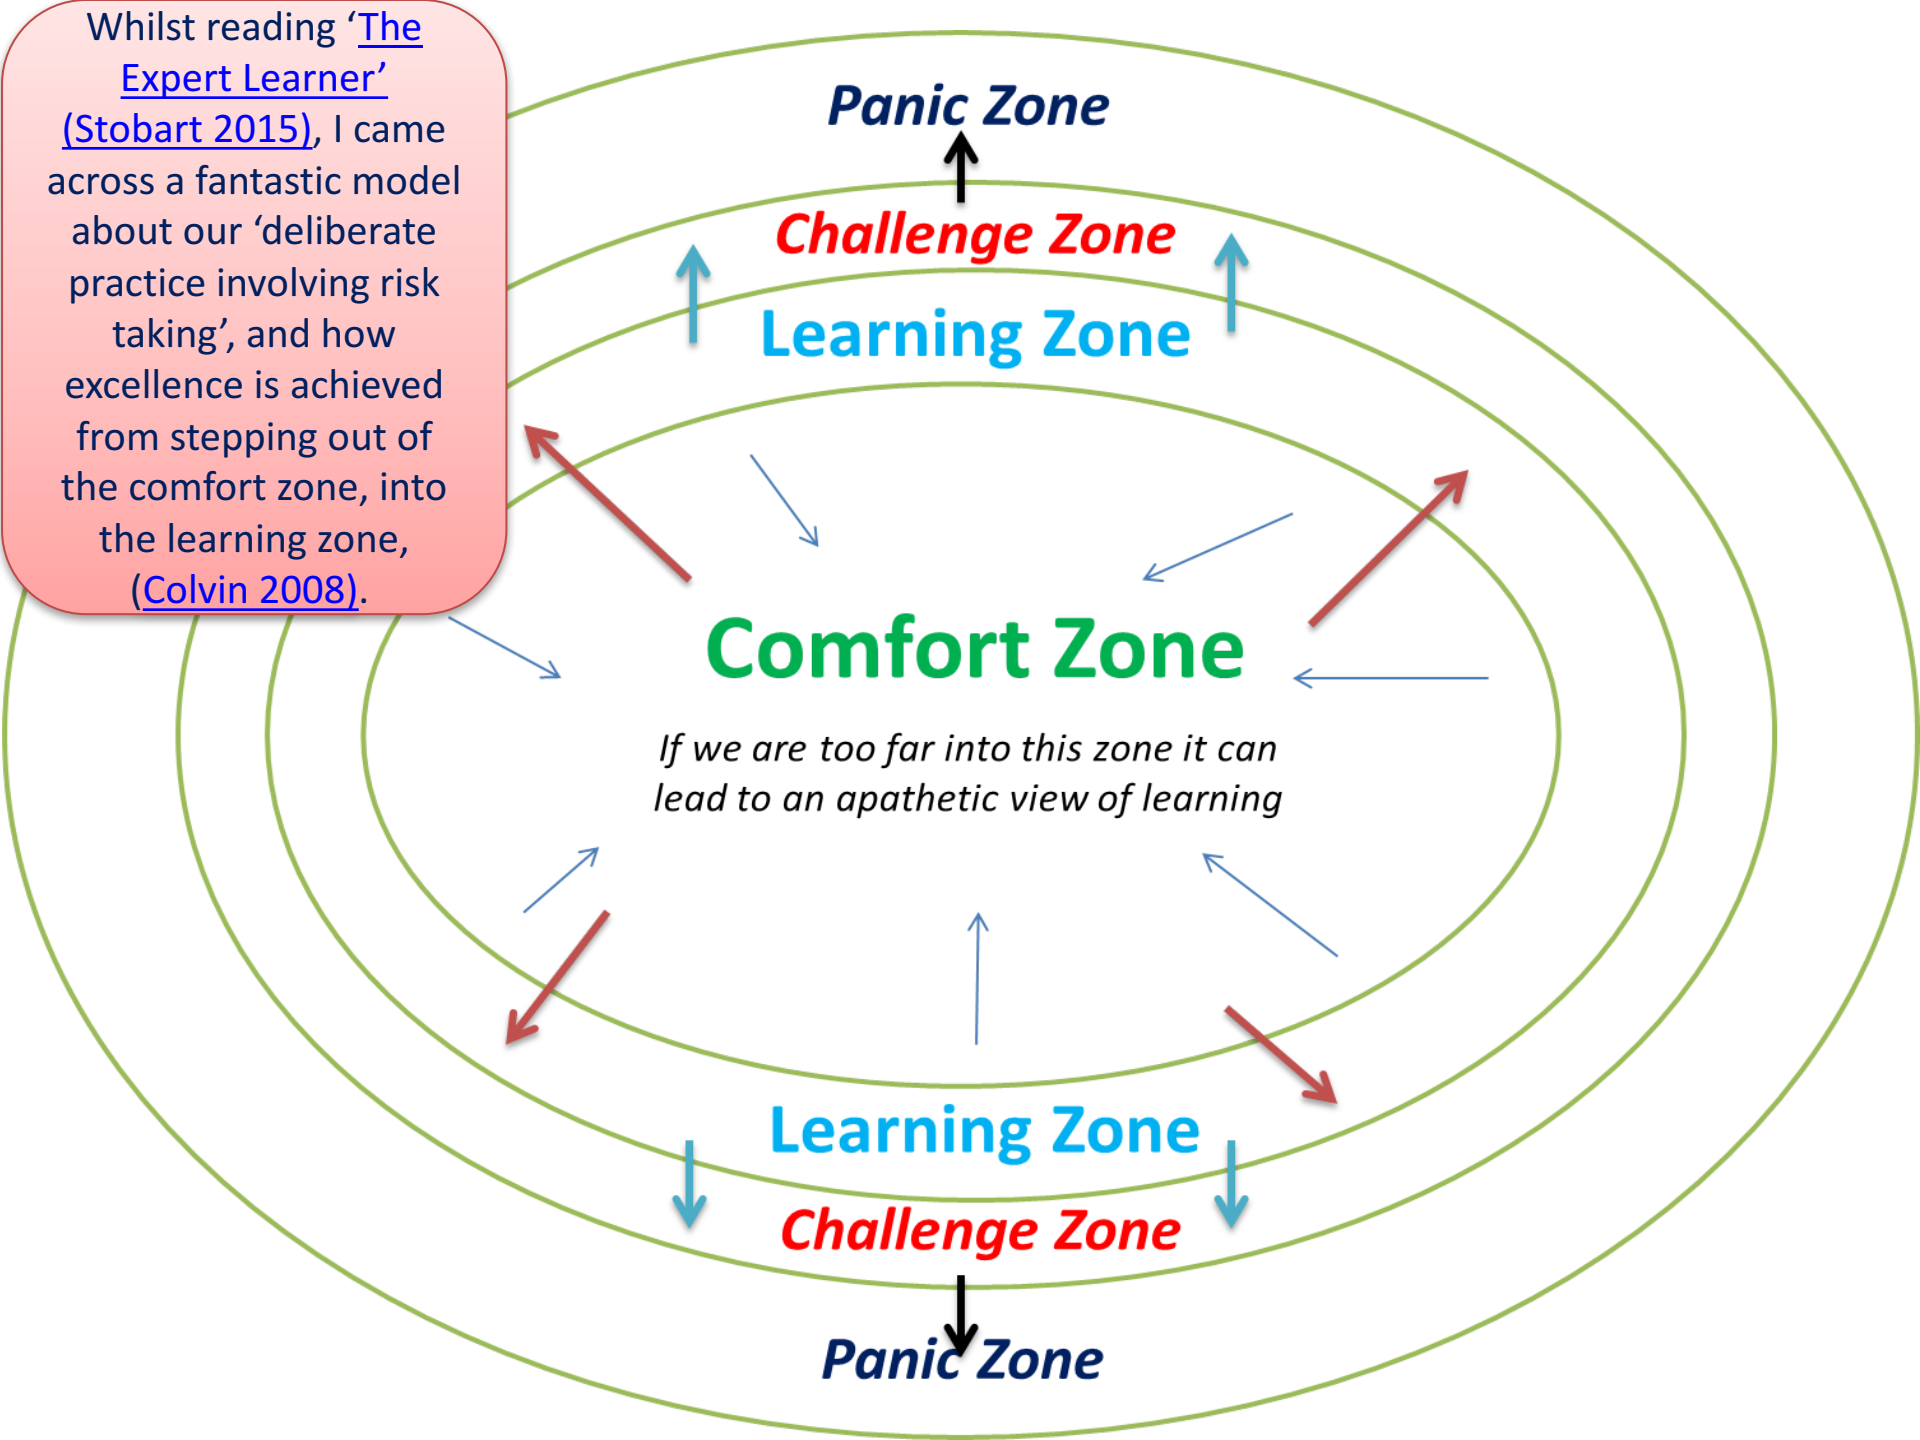 Whilst reading ‘The
Expert Learner’
(Stobart 2015), I came
across a fantastic model
about our ‘deliberate
practice involving risk
taking’, and how
excellence is achieved
from stepping out of
the comfort zone, into
the learning zone,
(Colvin 2008).
Panic Zone
Challenge Zone
Learning Zone
Comfort Zone
If we are too far into this zone it can
lead to an apathetic view of learning
Learning Zone
Challenge Zone
Panic Zone